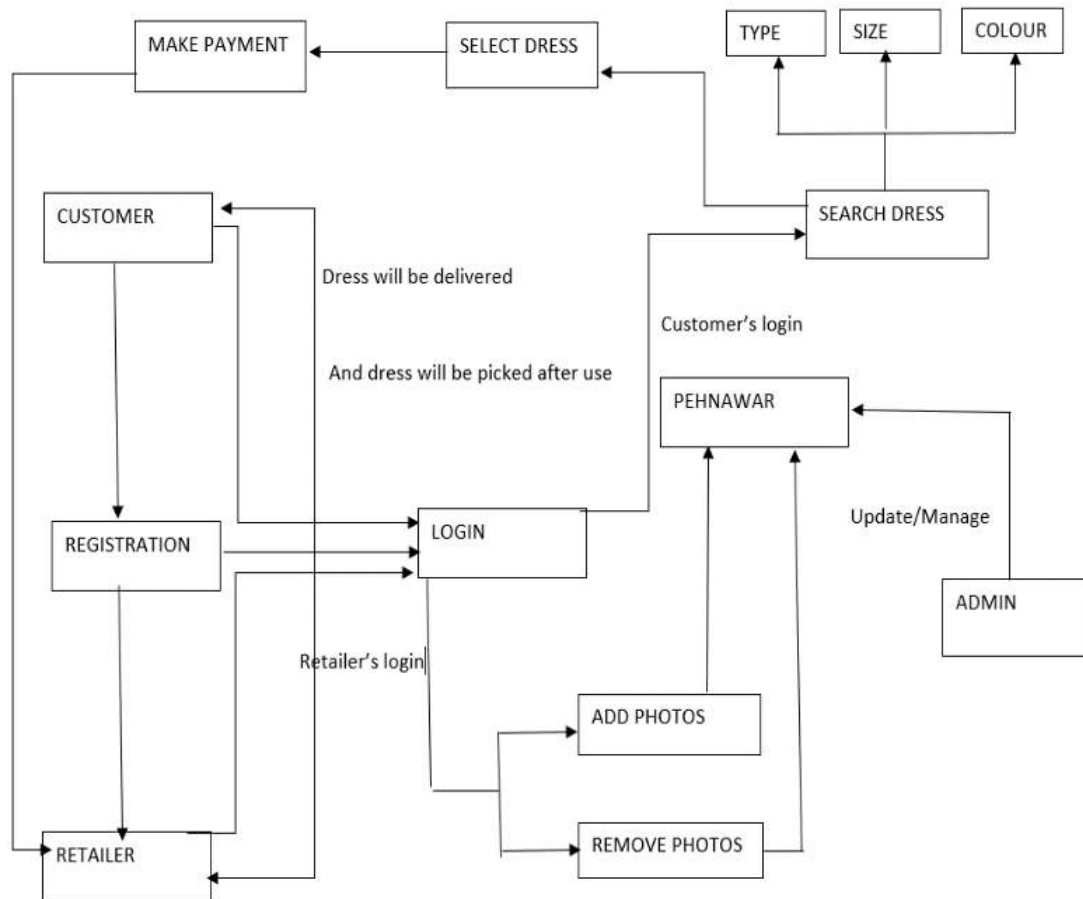 MAKE PAYMENT
SELECT DRESS
TYPE
SIZE
COLOUR
CUSTOMER
SEARCH DRESS
Dress will be delivered
Customer's login
And dress will be picked after use
PEHNAWAR
REGISTRATION
LOGIN
Update/Manage
ADMIN
Retailer's login
ADD PHOTOS
REMOVE PHOTOS
RETAILER